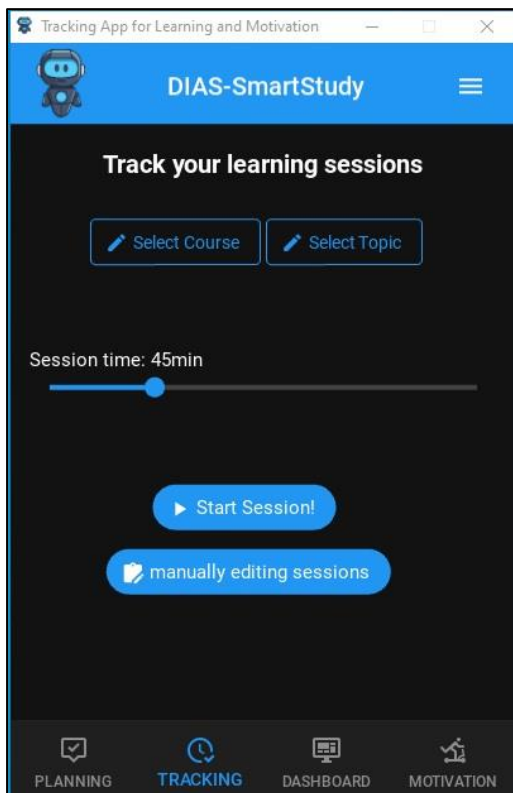 Tracking App for Learning and Motivation
DIAS-SmartStudy
Track your learning sessions
Select Course Select Topic
Session time: 45min
Start Session!
manually editing sessions
PLANNING TRACKING DASHBOARD MOTIVATION